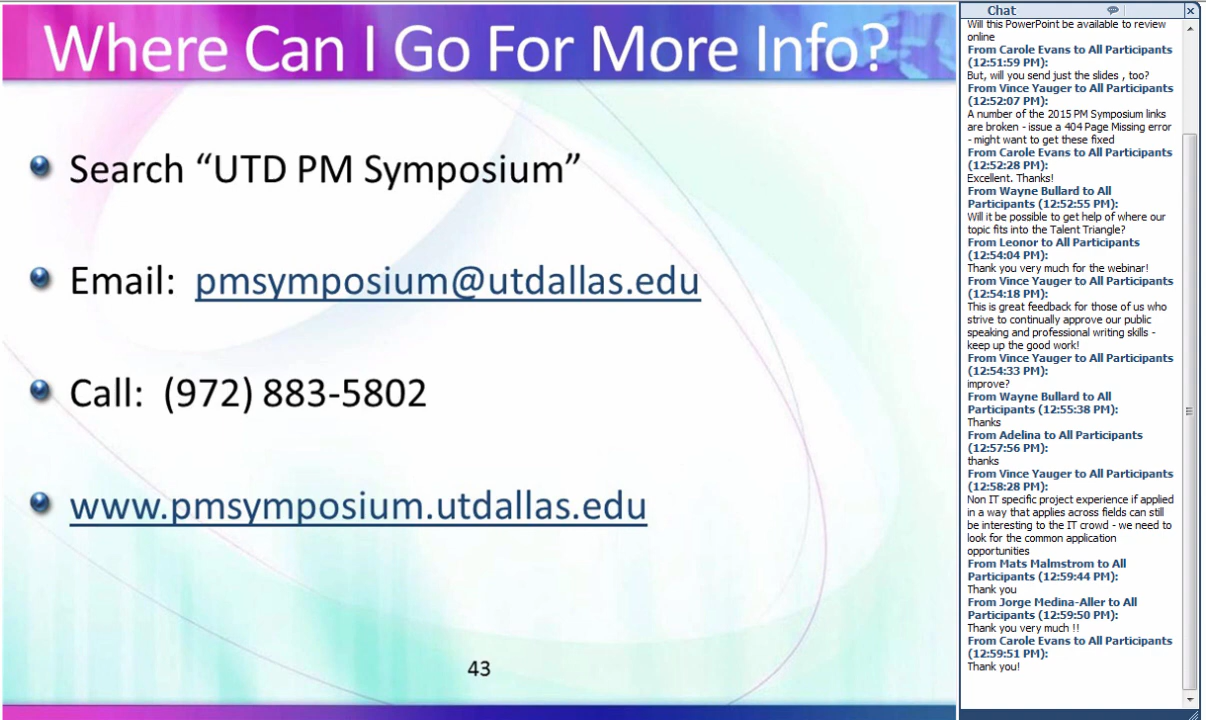 Where Can I Go For More Info?
Search “UTD PM Symposium”
Email: pmsymposium@utdallas.edu
Call: (972) 883-5802
www.pmsymposium.utdallas.edu
43
Chat
Will this PowerPoint be available to review
online
From Carole Evans to All Participants
(12:51:59 PM):
But, will you send just the slides , too?
From Vince Yauger to All Participants
(12:52:07 PM):
A number of the 2015 PM Symposium links
are broken - issue a 404 Page Missing error
- might want to get these fixed
From Carole Evans to All Participants
(12:52:28 PM):
Excellent. Thanks!
From Wayne Bullard to All
Participants (12:52:55 PM):
Will it be possible to get help of where our
topic fits into the Talent Triangle?
From Leonor to All Participants
(12:54:04 PM):
Thank you very much for the webinar!
From Vince Yauger to All Participants
(12:54:18 PM):
This is great feedback for those of us who
strive to continually approve our public
speaking and professional writing skills -
keep up the good work!
From Vince Yauger to All Participants
(12:54:33 PM):
improve?
From Wayne Bullard to All
Participants (12:55:38 PM):
Thanks
From Adelina to All Participants
(12:57:56 PM):
thanks
From Vince Yauger to All Participants
(12:58:28 PM):
Non IT specific project experience if applied
in a way that applies across fields can still
be interesting to the IT crowd - we need to
look for the common application
opportunities
From Mats Malmstrom to All
Participants (12:59:44 PM):
Thank you
From Jorge Medina-Aller to All
Participants (12:59:50 PM):
Thank you very much !!
From Carole Evans to All Participants
(12:59:51 PM):
Thank you!